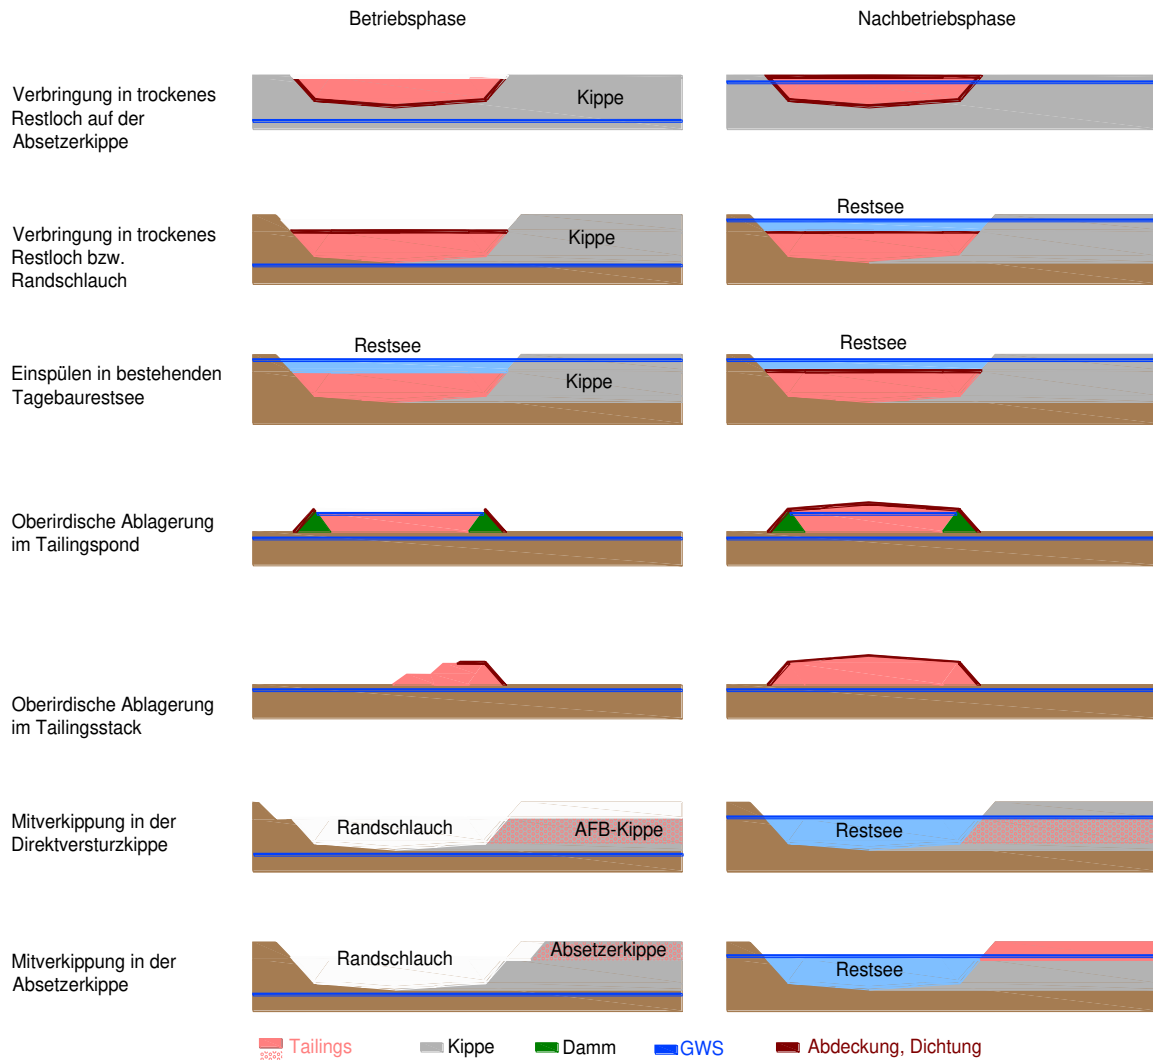 Betriebsphase
Nachbetriebsphase
Verbringung in trockenes
Restloch auf der
Absetzerkippe
Kippe
Verbringung in trockenes
Restloch bzw.
Randschlauch
Kippe
Restsee
Einspülen in bestehenden
Tagebaurestsee
Restsee
Kippe
Restsee
Oberirdische Ablagerung
im Tailingspond
Oberirdische Ablagerung
im Tailingsstack
Mitverkippung in der
Direktversturzkippe
Randschlauch
AFB-Kippe
Restsee
Mitverkippung in der
Absetzerkippe
Randschlauch
Absetzerkippe
Restsee
Tailings
Kippe
Damm
GWS
Abdeckung, Dichtung